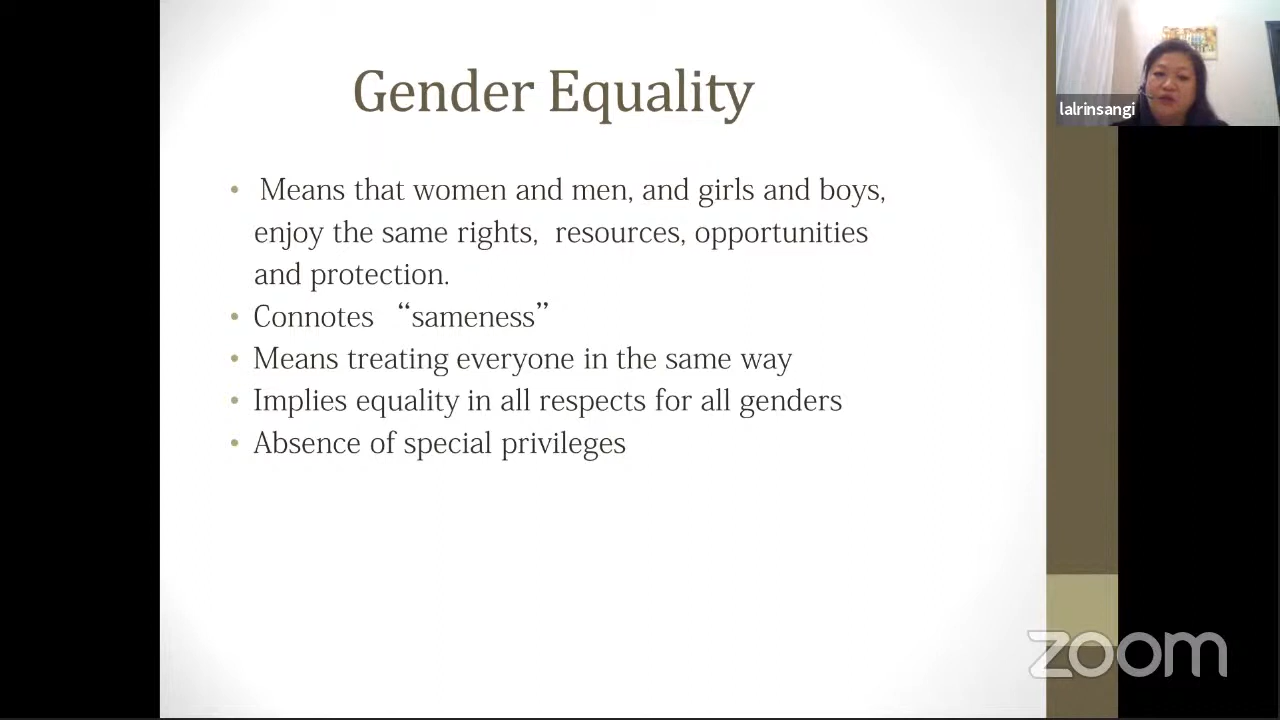 Gender Equality
lalrinsangi
• Means that women and men, and girls and boys,
enjoy the same rights, resources, opportunities
and protection.
• Connotes “sameness”
• Means treating everyone in the same way
• Implies equality in all respects for all genders
• Absence of special privileges
zoom